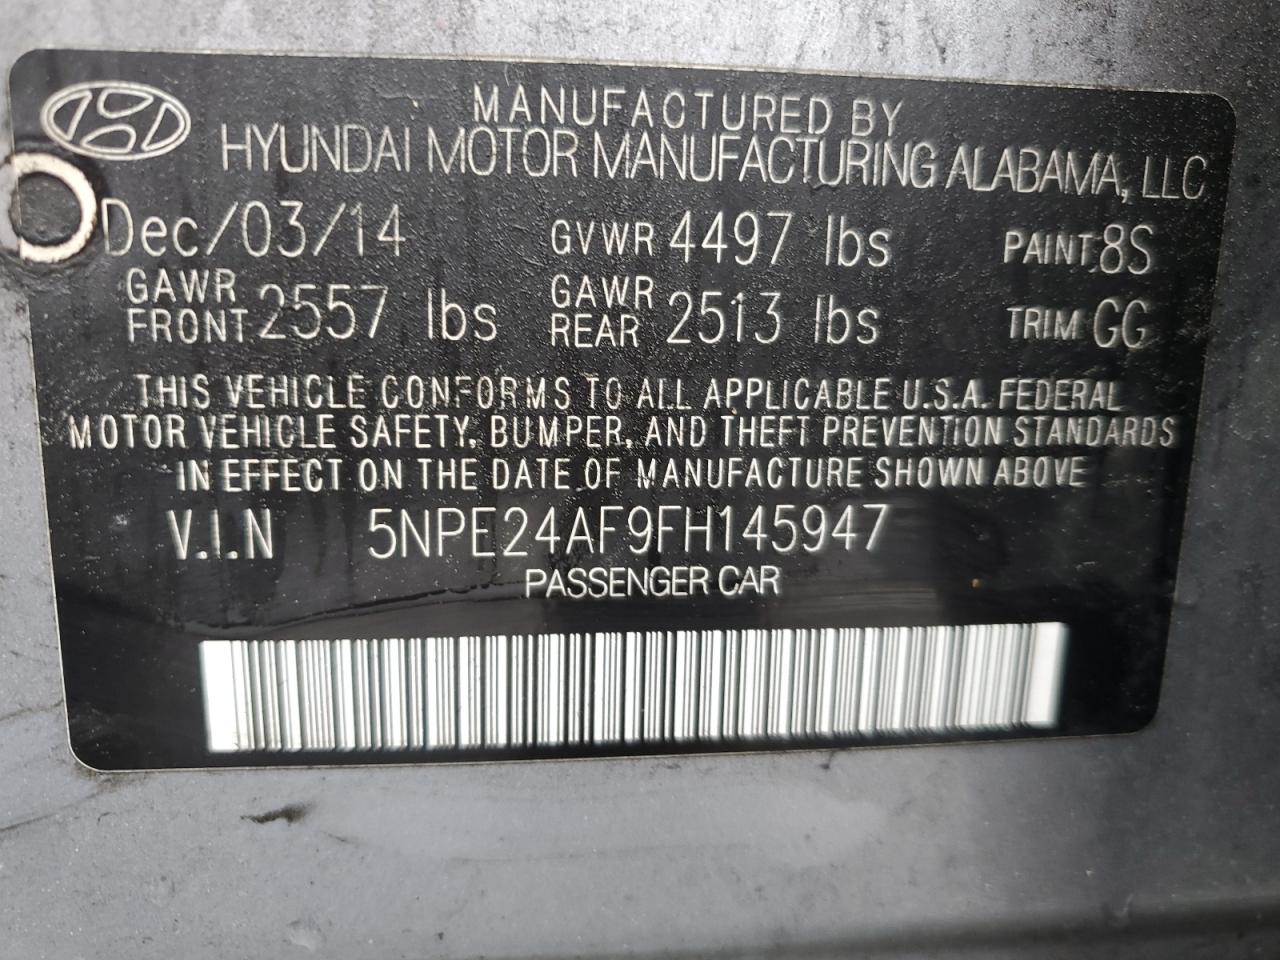 MANUFACTURED BY
HYUNDAI MOTOR MANUFACTURING ALABAMA, LLC
Dec/03/14 GVWR 4497 lbs PAINT:8S
GAWR FRONT 2557 lbs GAWR REAR 2513 lbs TRIM GG
THIS VEHICLE CONFORMS TO ALL APPLICABLE U.S.A. FEDERAL
MOTOR VEHICLE SAFETY, BUMPER, AND THEFT PREVENTION STANDARDS
IN EFFECT ON THE DATE OF MANUFACTURE SHOWN ABOVE
V.I.N 5NPE24AF9FH145947
PASSENGER CAR